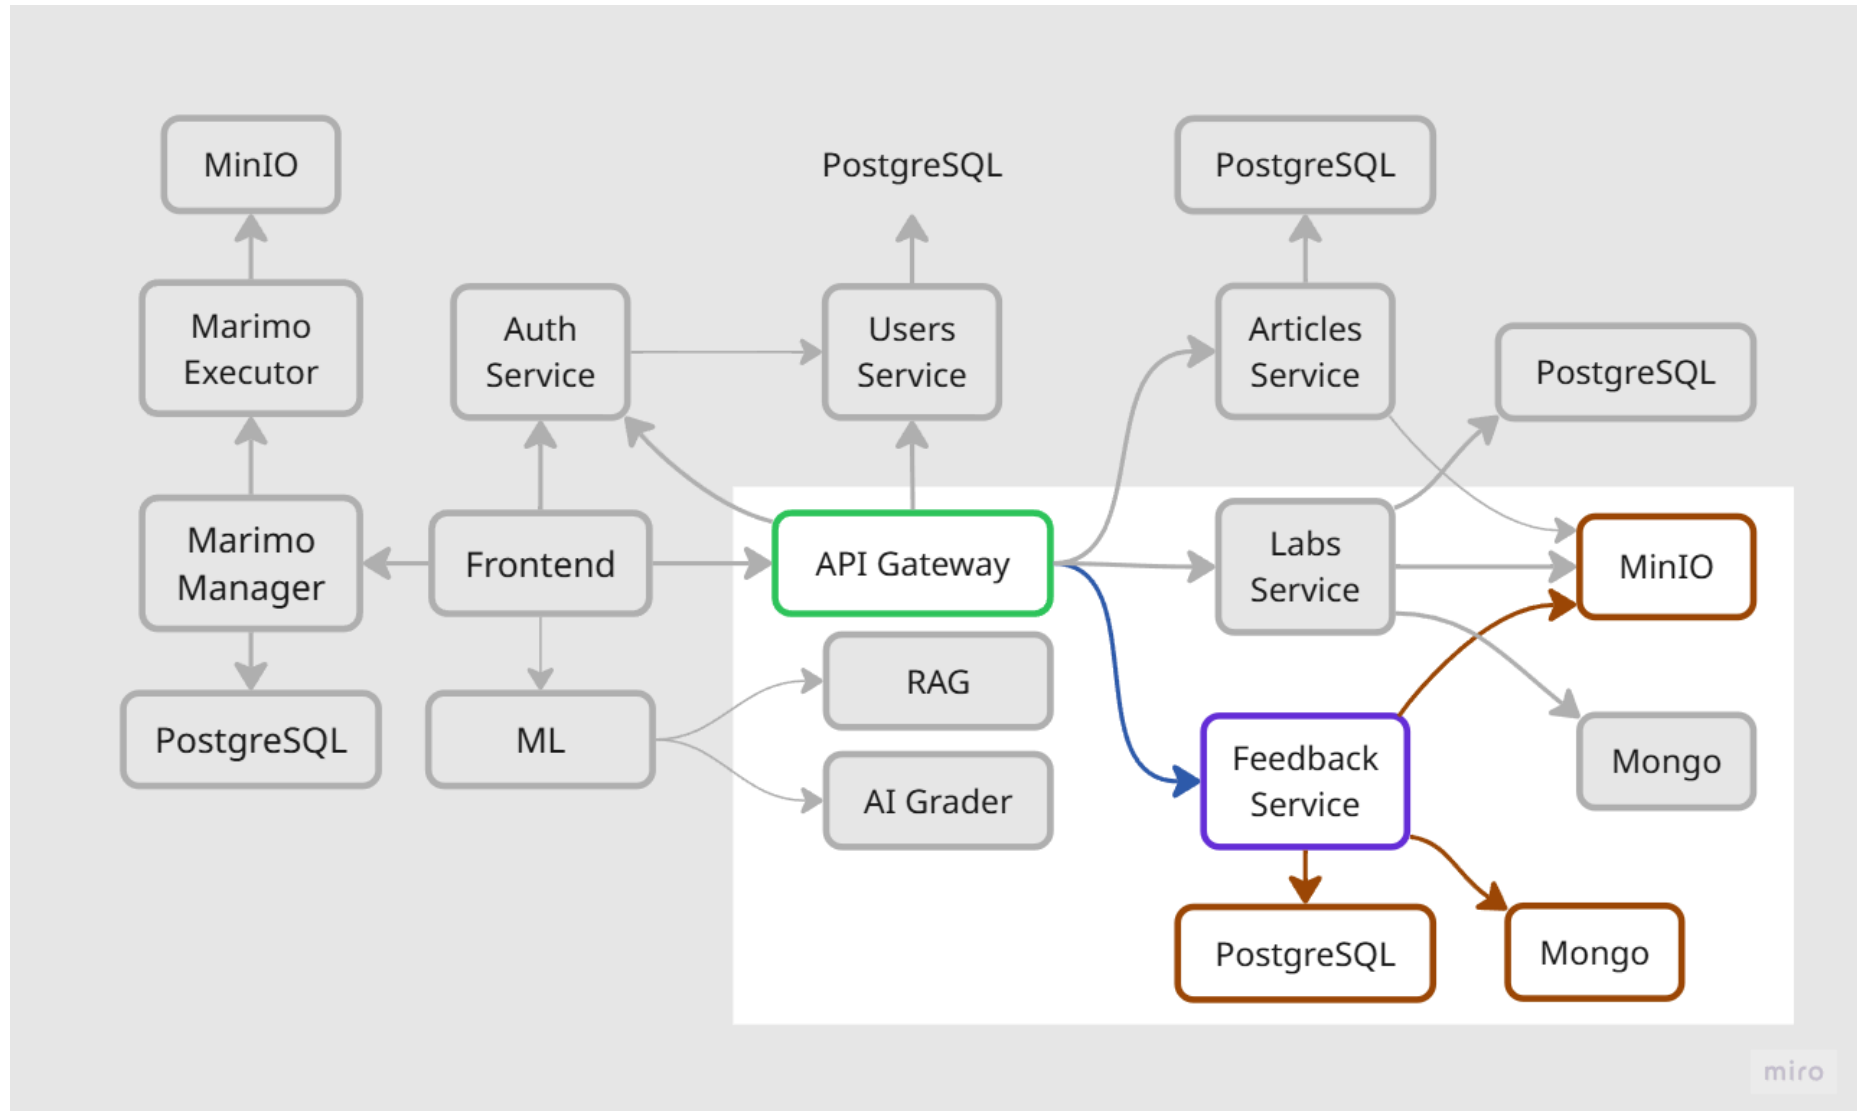 MinIO
PostgreSQL
PostgreSQL
Marimo
Executor
Auth
Service
Users
Service
Articles
Service
PostgreSQL
Marimo
Manager
Frontend
API Gateway
Labs
Service
MinIO
RAG
PostgreSQL
ML
AI Grader
Feedback
Service
Mongo
PostgreSQL
Mongo
miro